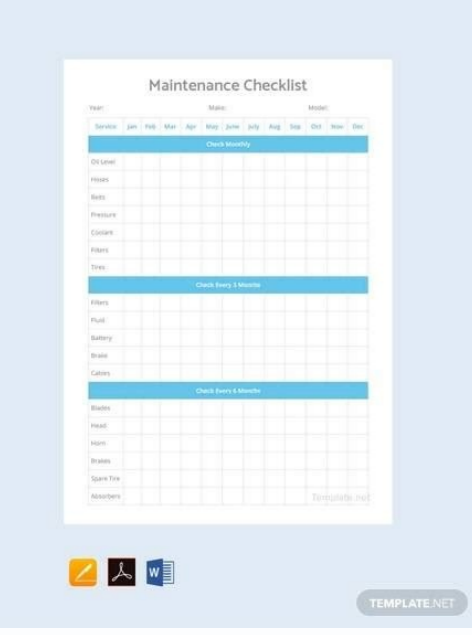 Maintenance Checklist
Year: Make: Model:
Service Jan Feb Mar Apr May June July Aug Sep Oct Nov Dec
Check Monthly
Oil Level
Hoses
Belts
Pressure
Coolant
Filters
Tires
Check Every 3 Months
Filters
Fluid
Battery
Brake
Cables
Check Every 6 Months
Blades
Head
Horn
Brakes
Spare Tire
Absorbers
Template.net
W
TEMPLATE.NET